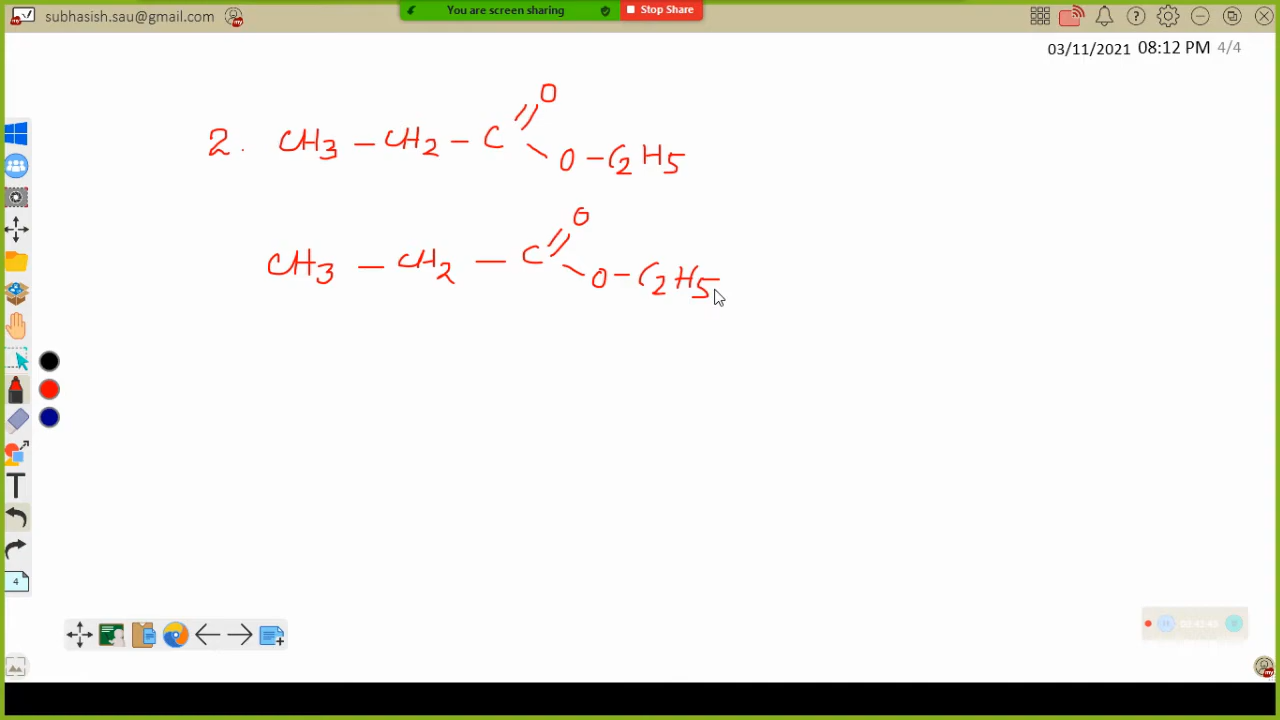 subhasish.sau@gmail.com
You are screen sharing
Stop Share
03/11/2021 08:12 PM 4/4
O
2. CH3 – CH2 – C // \ O – C2H5
O
CH3 – CH2 – C // \ O – C2H5
T
4